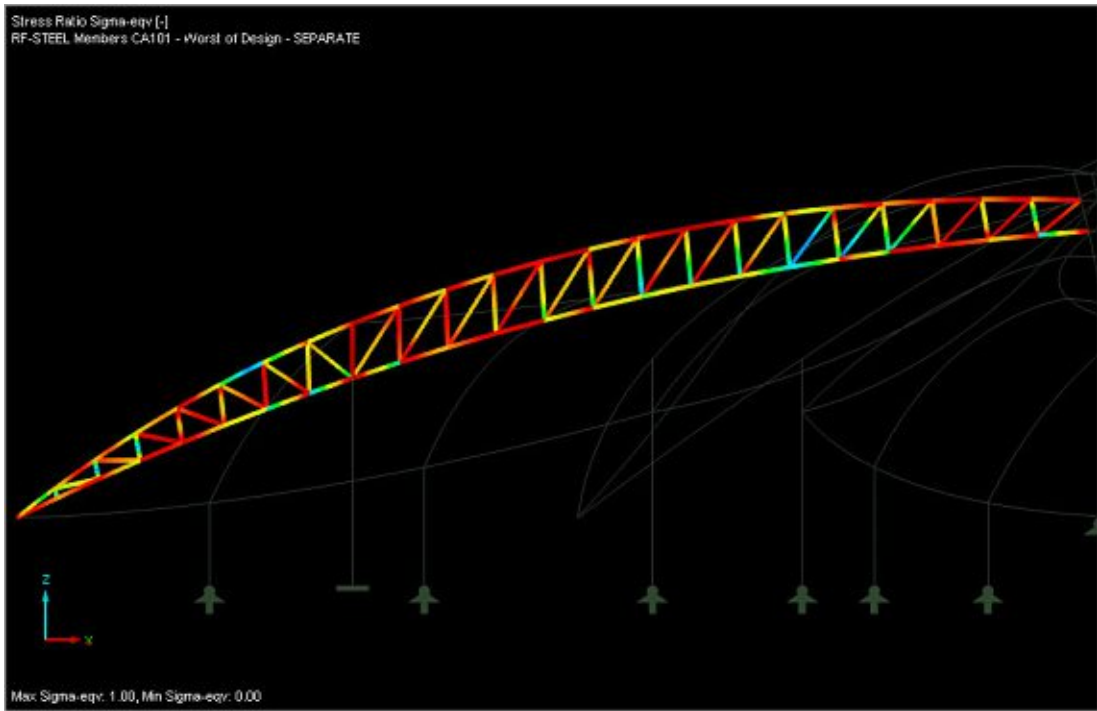 Stress Ratio Sigma-eqv [-]
RF-STEEL Members CA101 - Worst of Design - SEPARATE
Z
X
Max Sigma-eqv: 1.00, Min Sigma-eqv: 0.00